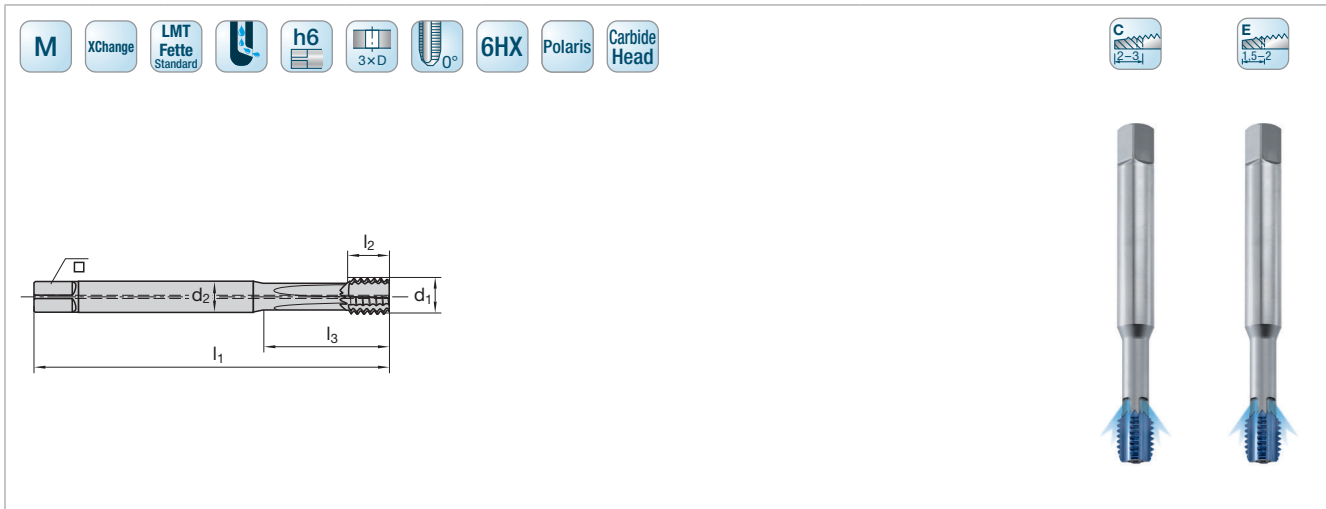 M
XChange
LMT
Fette
Standard
h6
3×D
0°
6HX
Polaris
Carbide
Head
C
2–3
E
1,5–2
l2
d2
d1
l3
l1